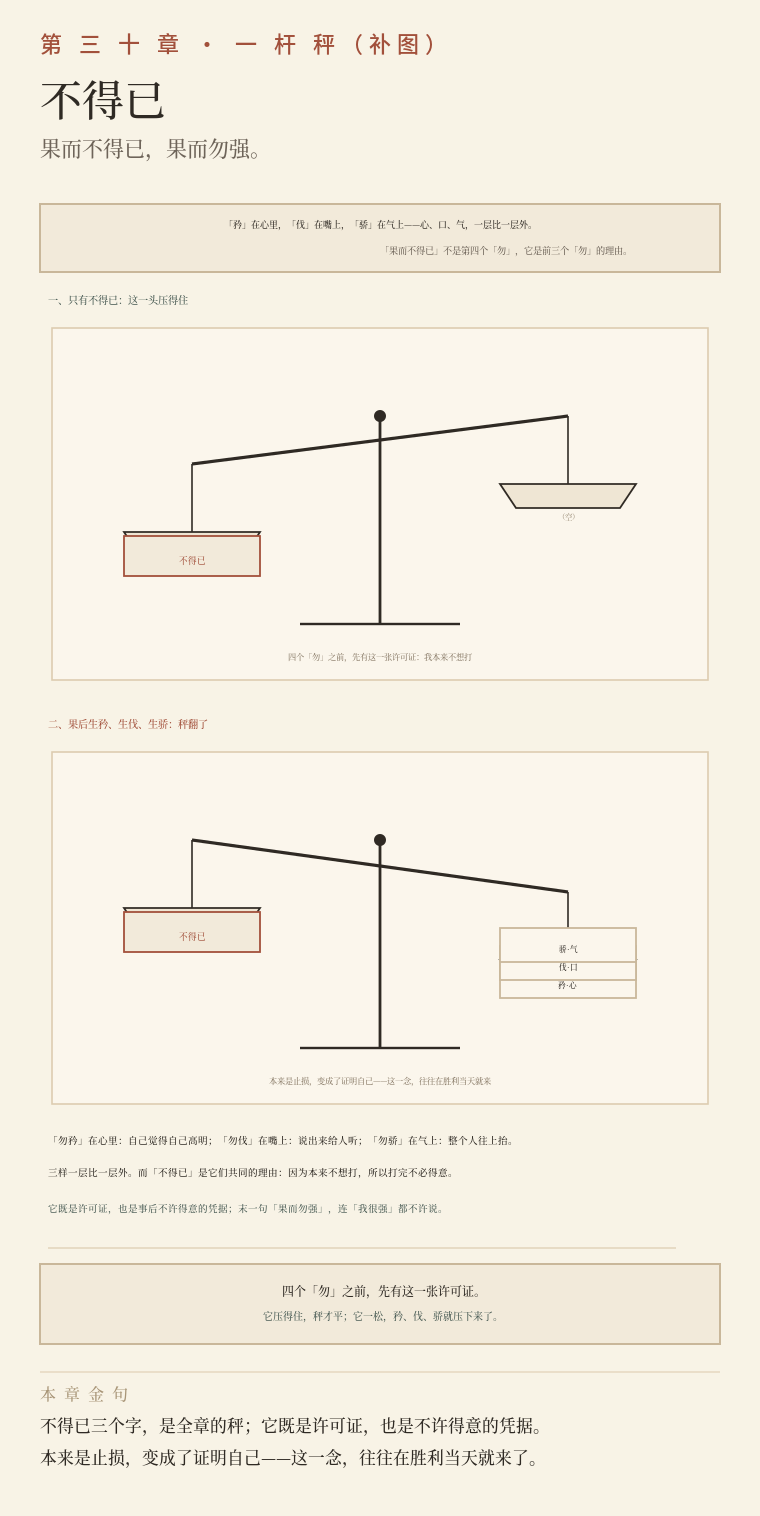 第三十章·一杆秤（补图）
不得已
果而不得已，果而勿强。
「矜」在心里，「伐」在嘴上，「骄」在气上——心、口、气，一层比一层外。
「果而不得已」不是第四个「勿」，它是前三个「勿」的理由。
一、只有不得已：这一头压得住
不得已
（空）
四个「勿」之前，先有这一张许可证：我本来不想打
二、果后生矜、生伐、生骄：秤翻了
不得已
骄·气
伐·口
矜·心
本来是止损，变成了证明自己——这一念，往往在胜利当天就来
「勿矜」在心里：自己觉得自己高明；「勿伐」在嘴上：说出来给人听；「勿骄」在气上：整个人往上抬。
三样一层比一层外。而「不得已」是它们共同的理由：因为本来不想打，所以打完不必得意。
它既是许可证，也是事后不许得意的凭据；末一句「果而勿强」，连「我很强」都不许说。
四个「勿」之前，先有这一张许可证。
它压得住，秤才平；它一松，矜、伐、骄就压下来了。
本章金句
不得已三个字，是全章的秤；它既是许可证，也是不许得意的凭据。
本来是止损，变成了证明自己——这一念，往往在胜利当天就来了。